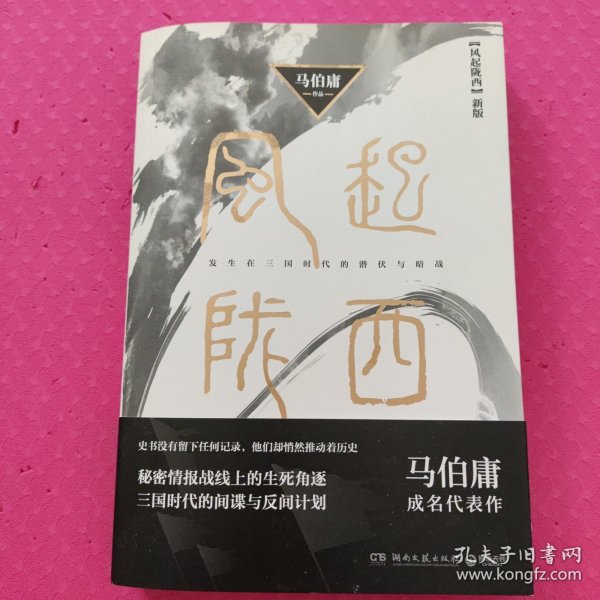 马伯庸
作品
【风起陇西】新版
风起
发生在三国时代的潜伏与暗战
陇西
史书没有留下任何记录，他们却悄然推动着历史
秘密情报战线上的生死角逐
三国时代的间谍与反间计划
马伯庸
成名代表作
湖南文艺出版社
孔夫子旧书网
www.kongfz.com